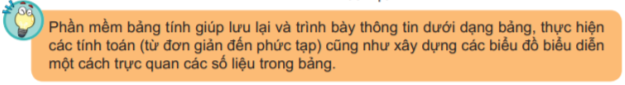 Phần mềm bảng tính giúp lưu lại và trình bày thông tin dưới dạng bảng, thực hiện
các tính toán (từ đơn giản đến phức tạp) cũng như xây dựng các biểu đồ biểu diễn
một cách trực quan các số liệu trong bảng.